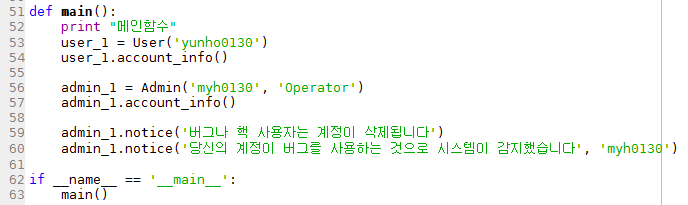 51 def main():
52     print "메인함수"
53     user_1 = User('yunho0130')
54     user_1.account_info()
55
56     admin_1 = Admin('myh0130', 'Operator')
57     admin_1.account_info()
58
59     admin_1.notice('버그나 핵 사용자는 계정이 삭제됩니다')
60     admin_1.notice('당신의 계정이 버그를 사용하는 것으로 시스템이 감지했습니다', 'myh0130')
61
62 if __name__ == '__main__':
63     main()